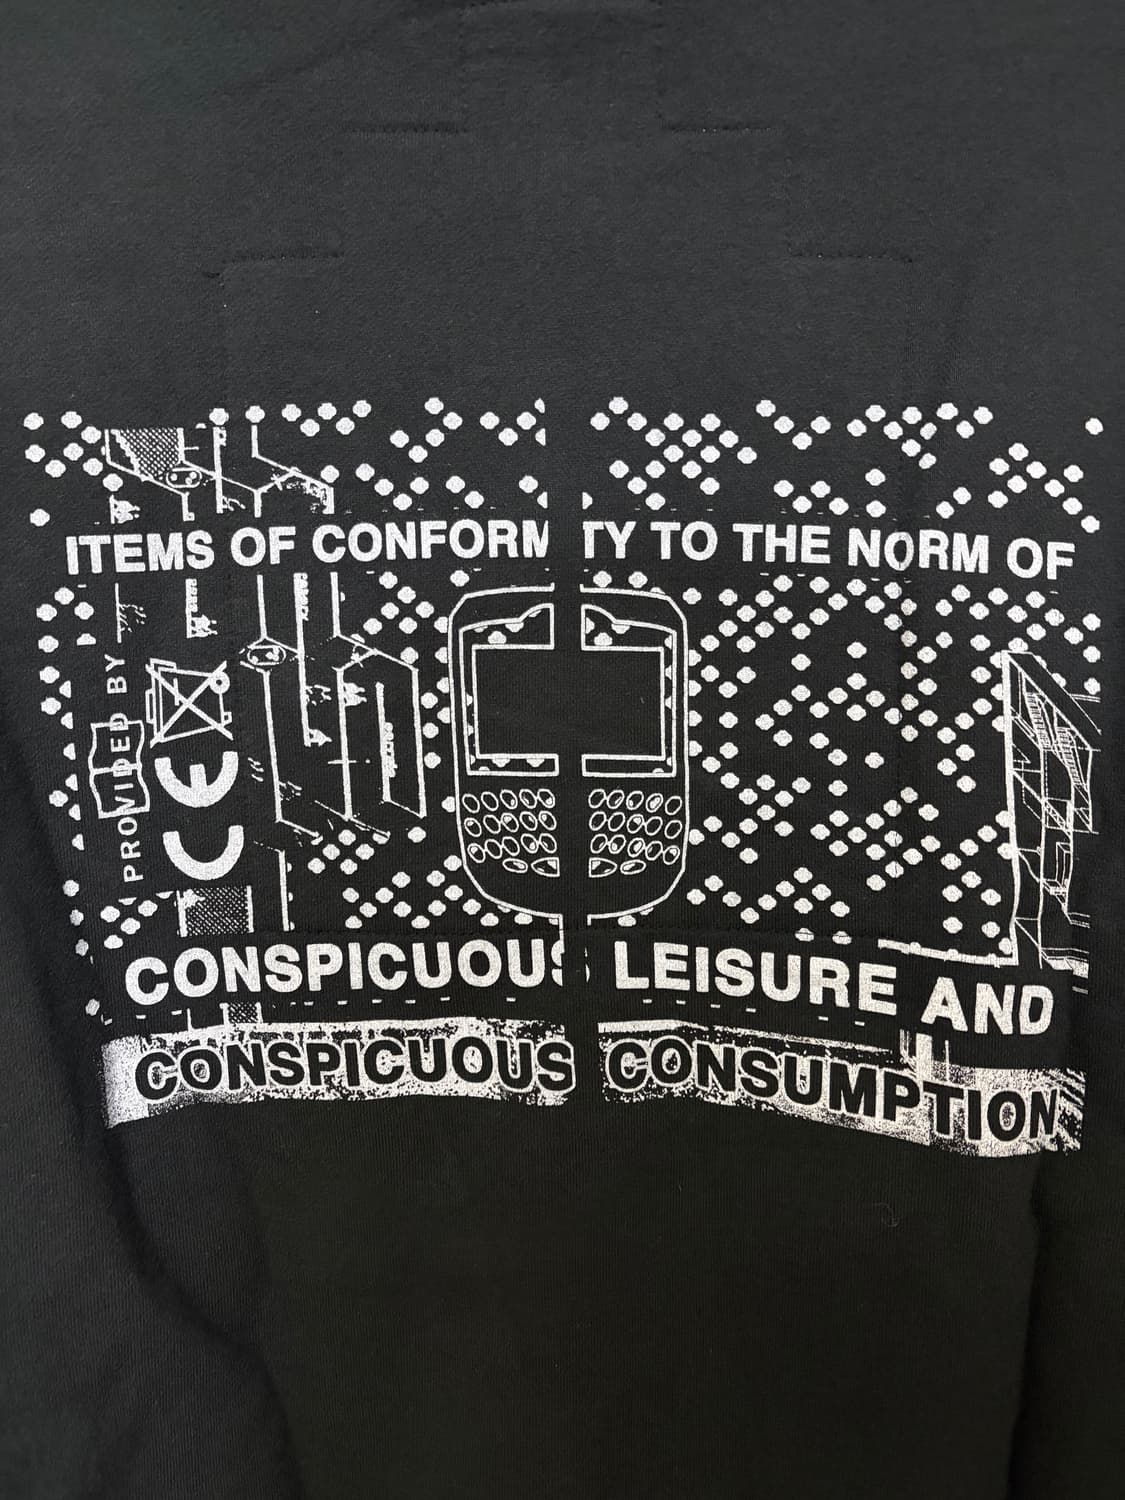 ITEMS OF CONFORM TY TO THE NORM OF
PROVIDED BY
CE
CONSPICUOUS LEISURE AND
CONSPICUOUS CONSUMPTION